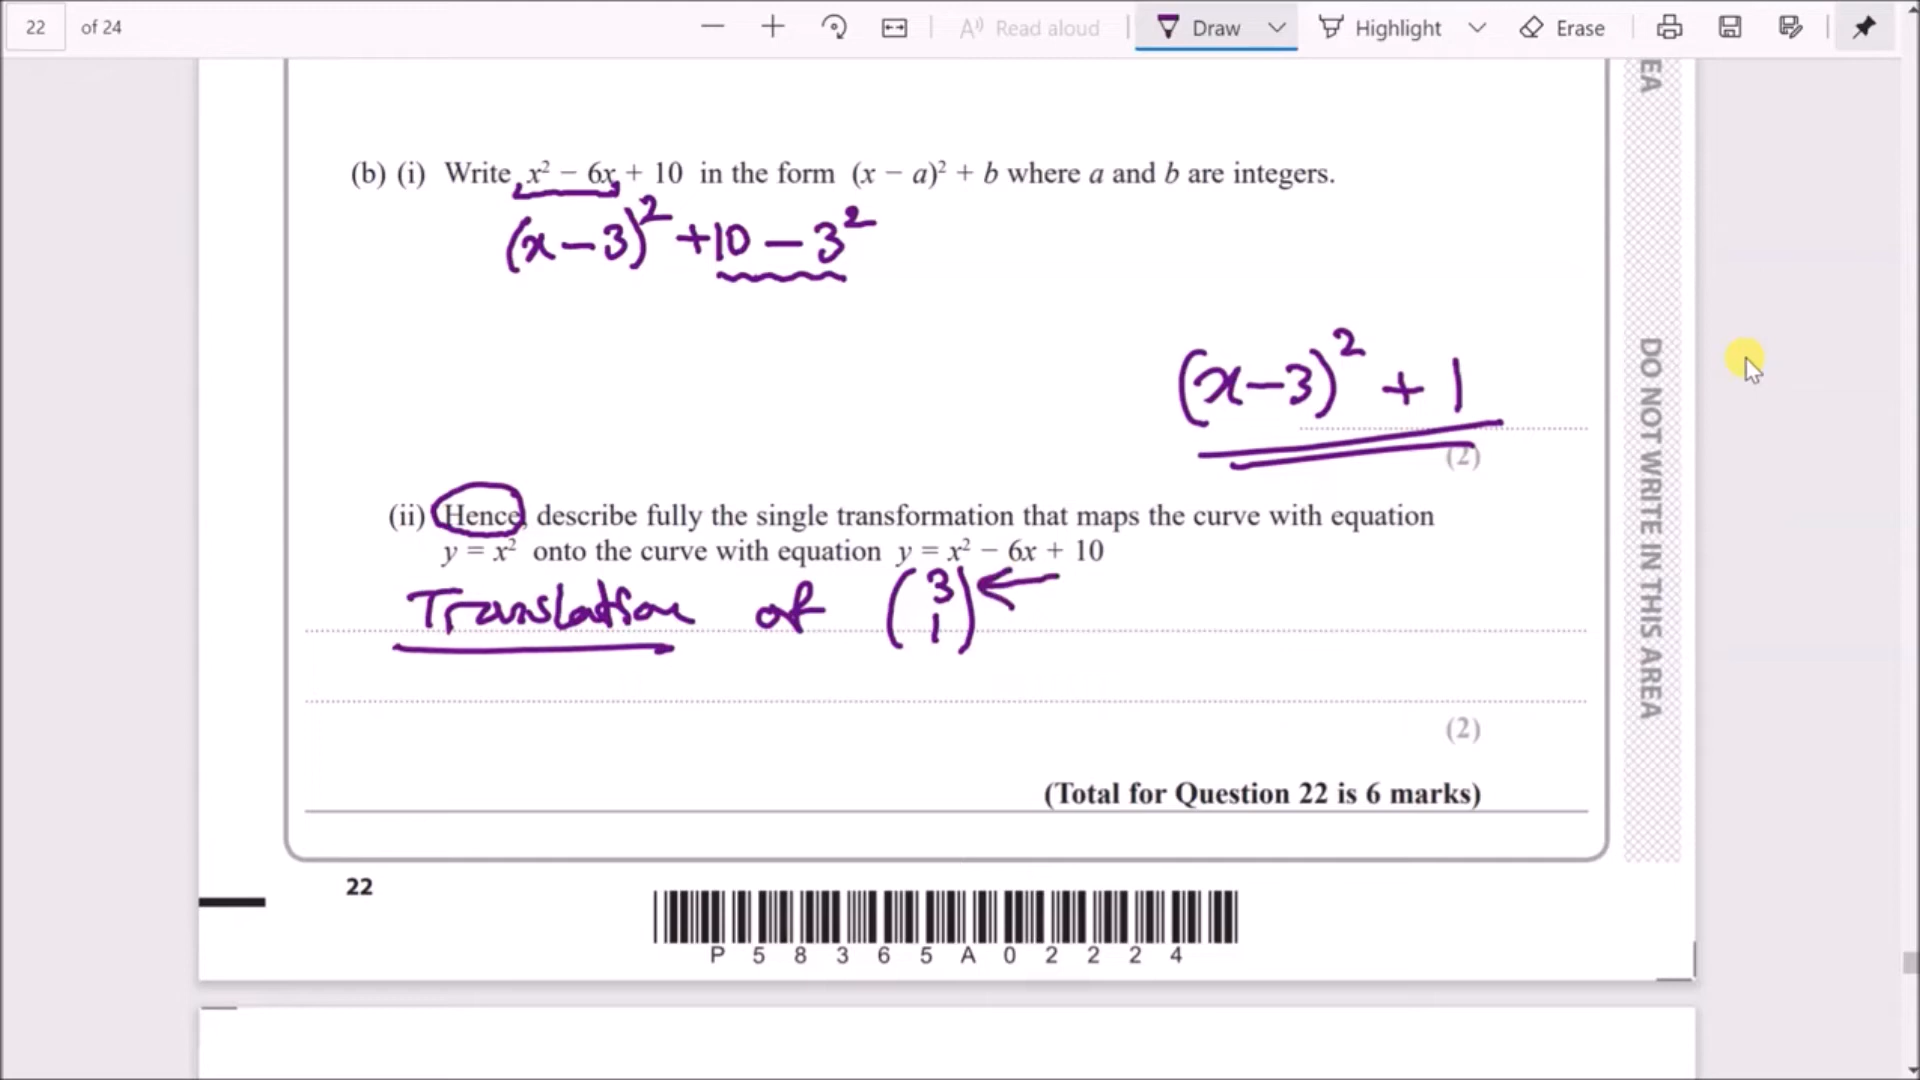 22 of 24 Read aloud Draw Highlight Erase
EA
(b) (i) Write x² − 6x + 10 in the form (x − a)² + b where a and b are integers.
(x − 3)² + 10 − 3²
(x − 3)² + 1
(2)
(ii) Hence, describe fully the single transformation that maps the curve with equation
y = x² onto the curve with equation y = x² − 6x + 10
Translation of (3
1)
(2)
(Total for Question 22 is 6 marks)
DO NOT WRITE IN THIS AREA
22
P 5 8 3 6 5 A 0 2 2 2 4